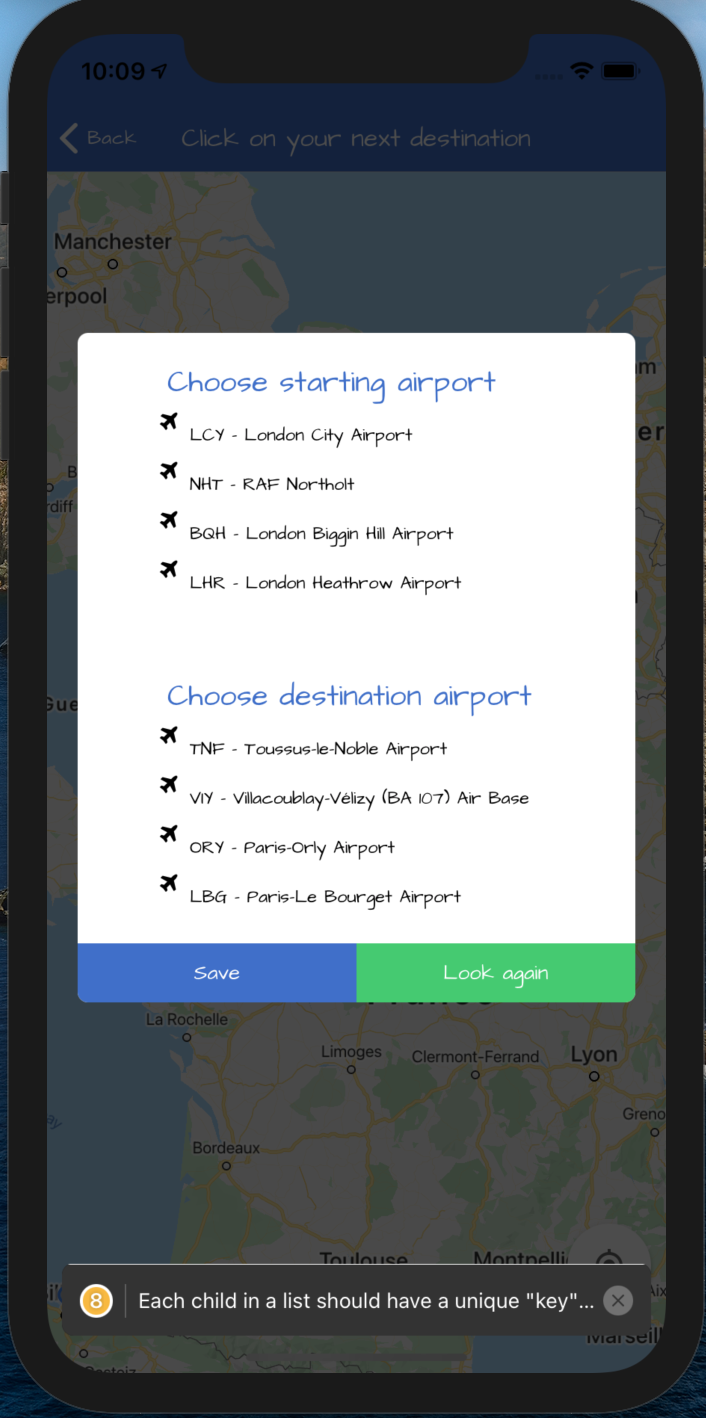 10:09
Back Click on your next destination
Manchester
erpool
Choose starting airport
LCY - London City Airport
NHT - RAF Northolt
BQH - London Biggin Hill Airport
LHR - London Heathrow Airport
Choose destination airport
TNF - Toussus-le-Noble Airport
VIY - Villacoublay-Vélizy (BA 107) Air Base
ORY - Paris-Orly Airport
LBG - Paris-Le Bourget Airport
Save Look again
La Rochelle
Limoges Clermont-Ferrand Lyon
Greno
Bordeaux
Toulouse Montpelli
8 Each child in a list should have a unique "key"...
Aix
Marseill